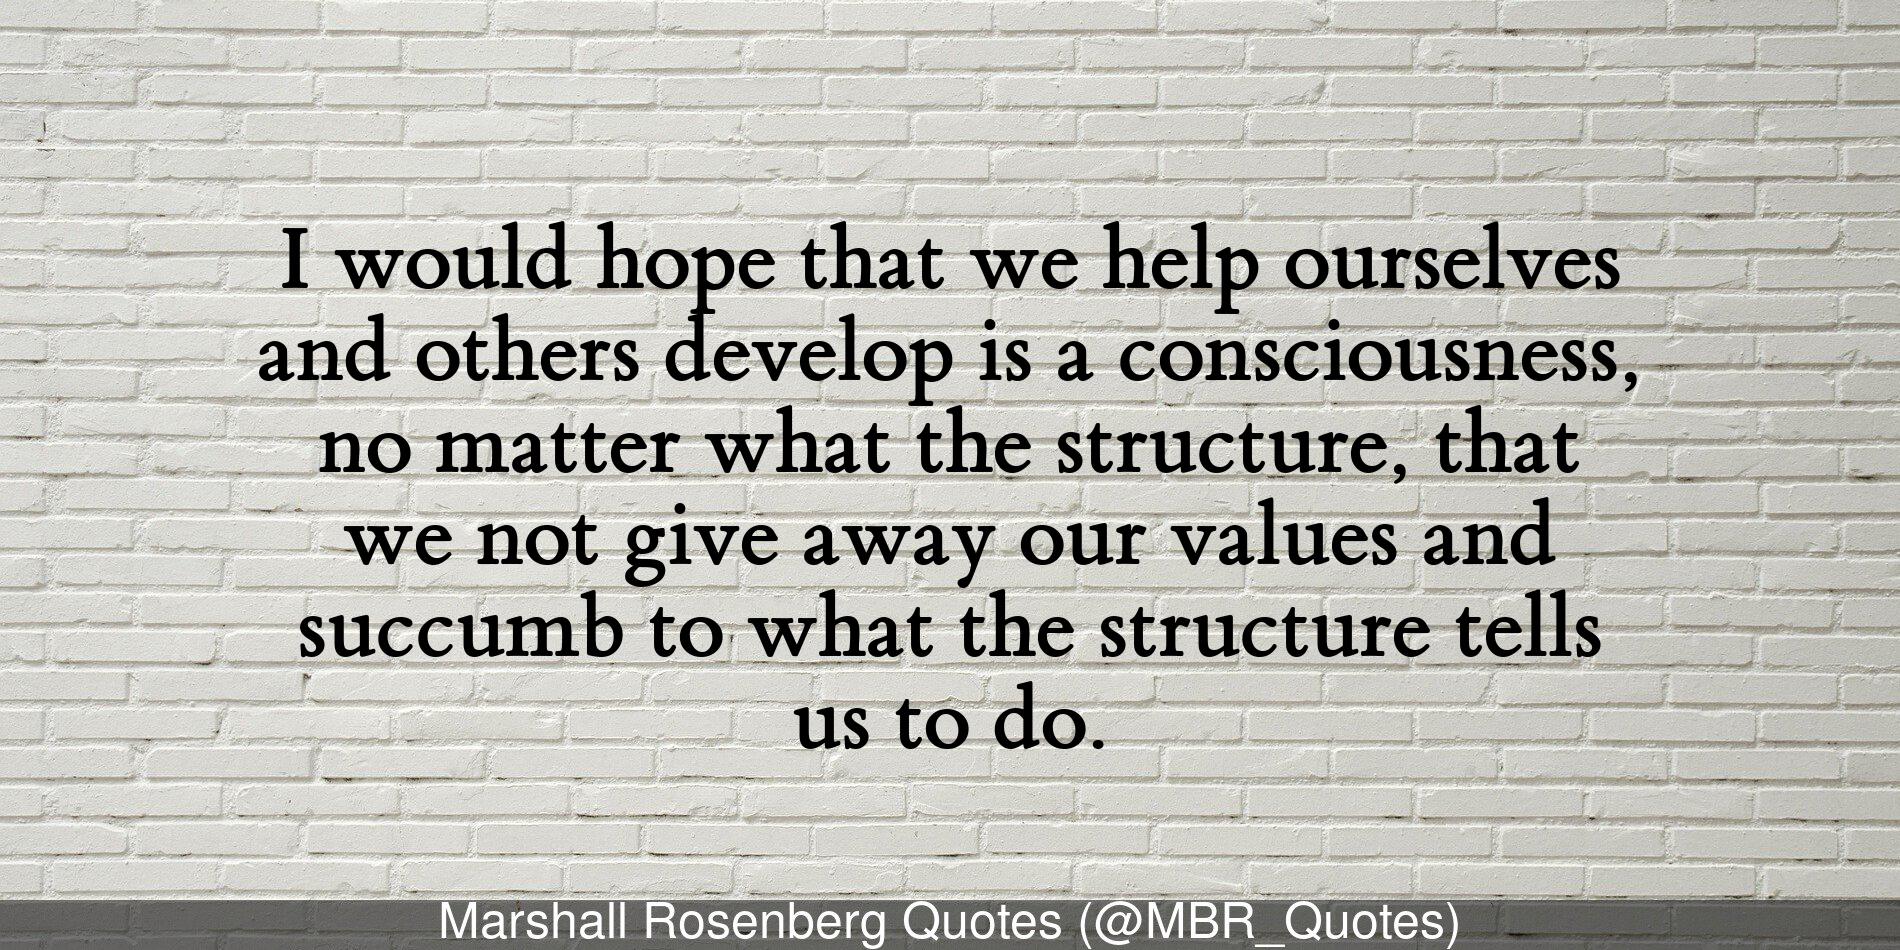 I would hope that we help ourselves
and others develop is a consciousness,
no matter what the structure, that
we not give away our values and
succumb to what the structure tells
us to do.
Marshall Rosenberg Quotes (@MBR_Quotes)